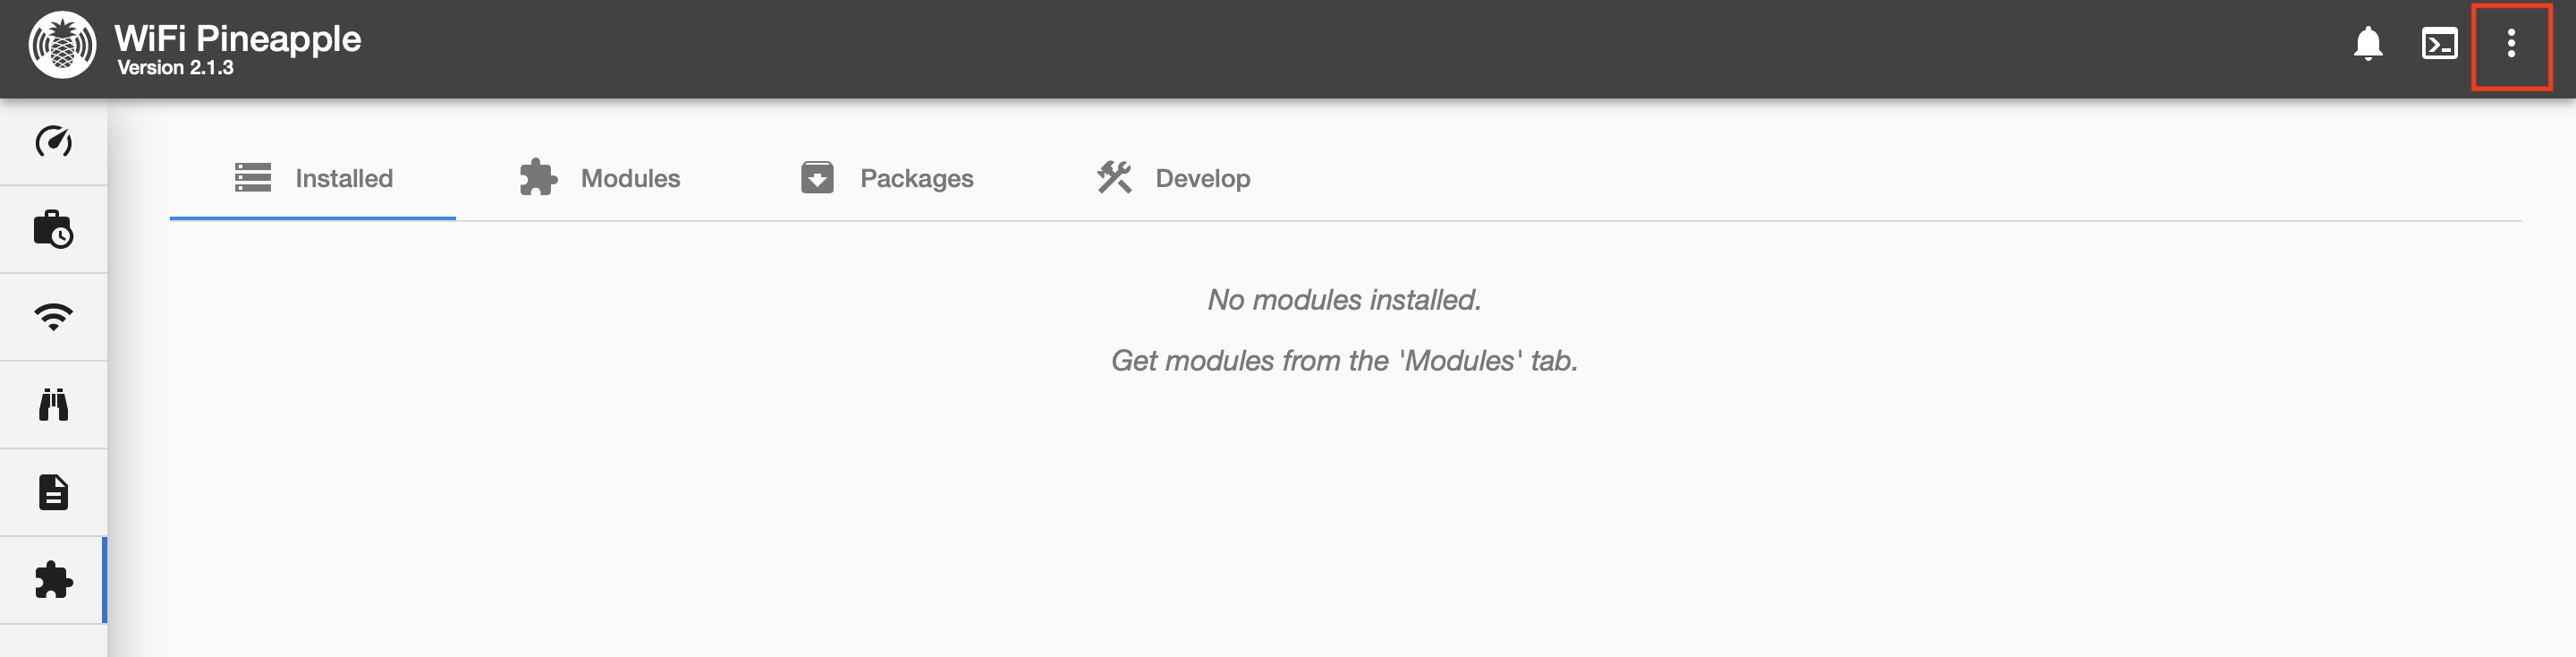 WiFi Pineapple
Version 2.1.3
Installed
Modules
Packages
Develop
No modules installed.
Get modules from the 'Modules' tab.